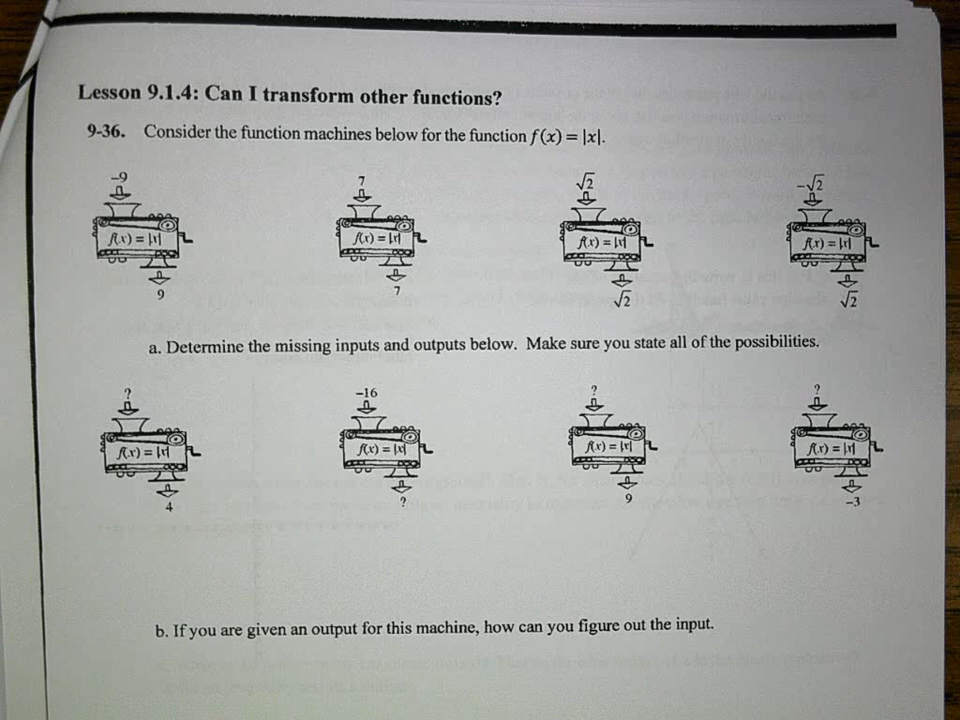 Lesson 9.1.4: Can I transform other functions?
9-36. Consider the function machines below for the function f(x) = |x|.
-9 7 √2 -√2
f(x) = |x| f(x) = |x| f(x) = |x| f(x) = |x|
9 7 √2 √2
a. Determine the missing inputs and outputs below. Make sure you state all of the possibilities.
? -16 ? ?
f(x) = |x| f(x) = |x| f(x) = |x| f(x) = |x|
4 ? 9 -3
b. If you are given an output for this machine, how can you figure out the input.